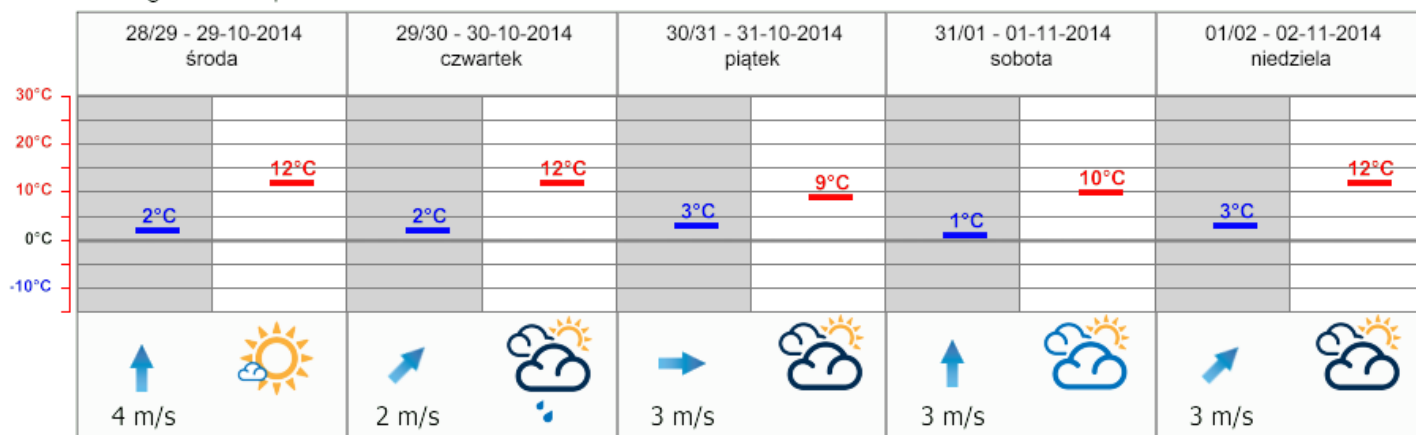 28/29 - 29-10-2014
środa
29/30 - 30-10-2014
czwartek
30/31 - 31-10-2014
piątek
31/01 - 01-11-2014
sobota
01/02 - 02-11-2014
niedziela
30°C
20°C
10°C
0°C
-10°C
2°C
12°C
2°C
12°C
3°C
9°C
1°C
10°C
3°C
12°C
4 m/s
2 m/s
3 m/s
3 m/s
3 m/s